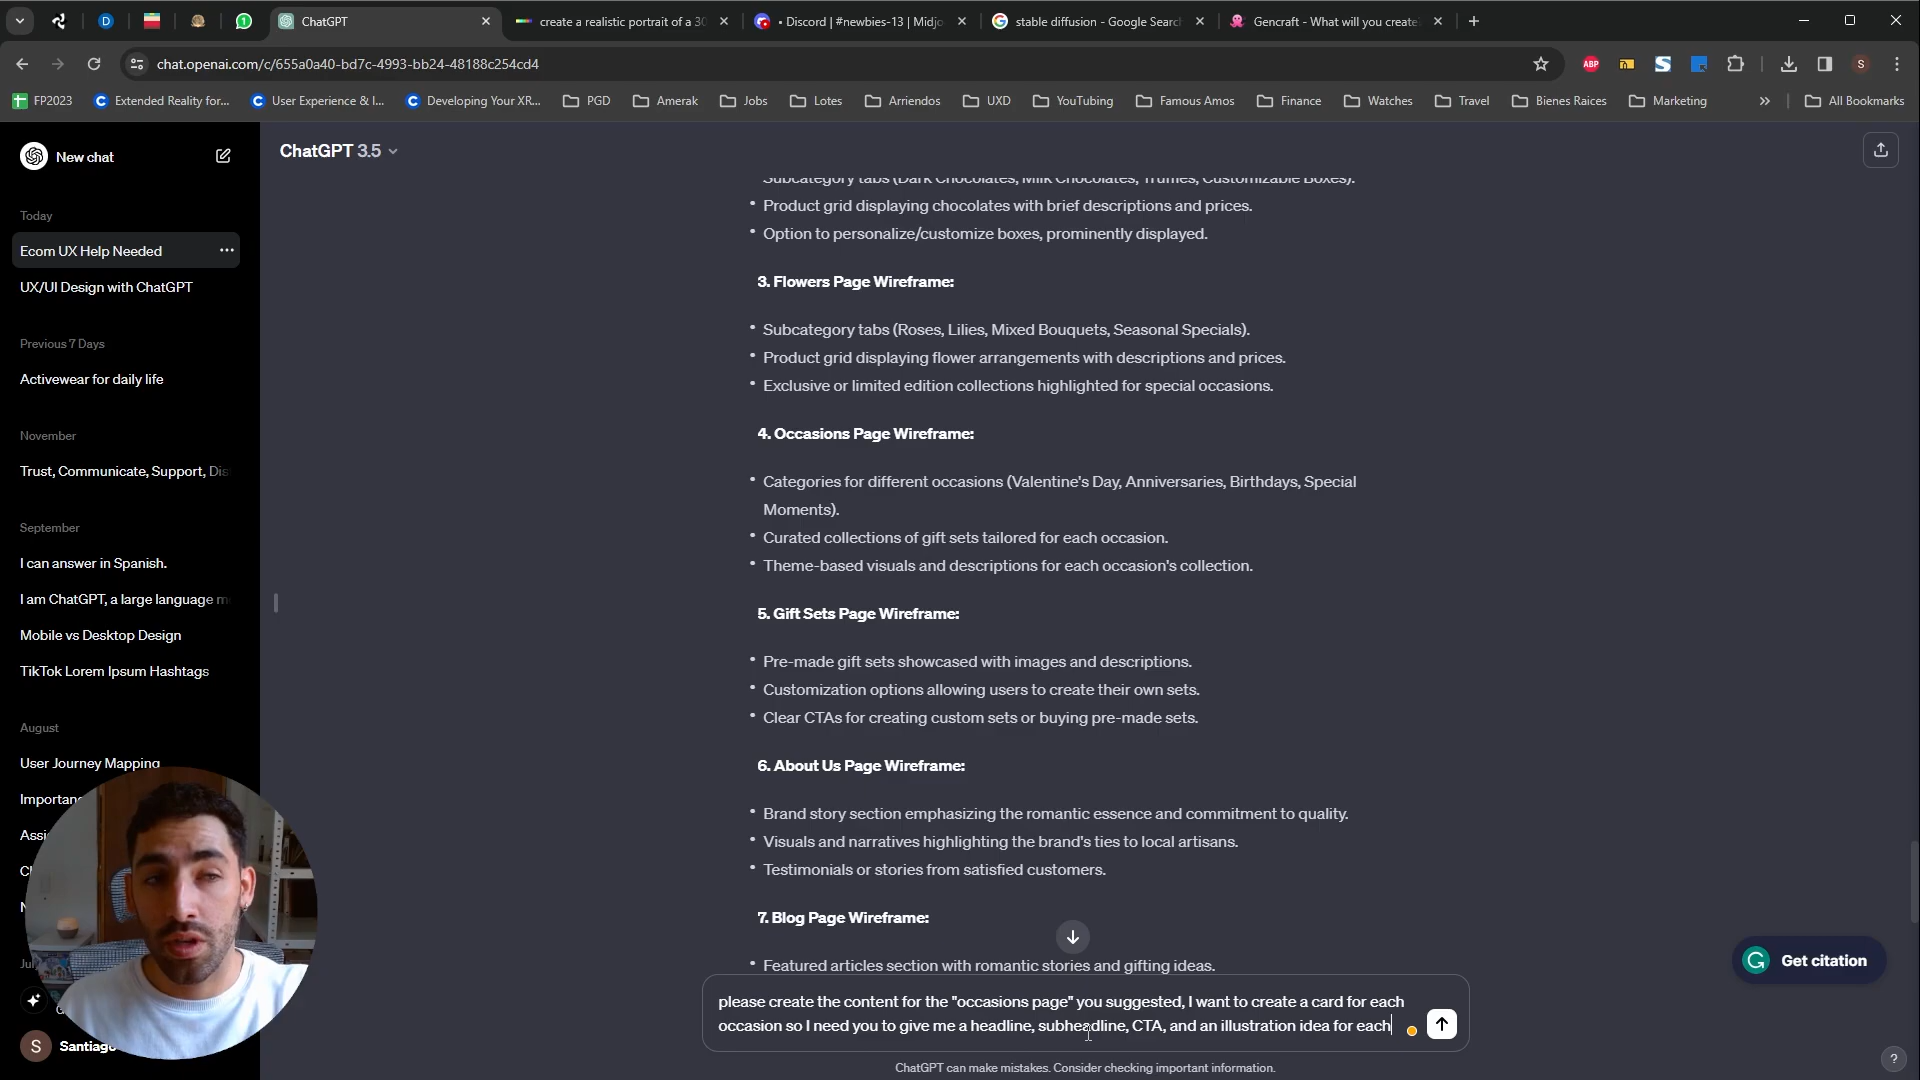 ChatGPT
create a realistic portrait of a 30
• Discord | #newbies-13 | Midjo
stable diffusion - Google Search
Gencraft - What will you create
chat.openai.com/c/655a0a40-bd7c-4993-bb24-48188c254cd4
ABP
S
FP2023
Extended Reality for...
User Experience & I...
Developing Your XR...
PGD
Amerak
Jobs
Lotes
Arriendos
UXD
YouTubing
Famous Amos
Finance
Watches
Travel
Bienes Raices
Marketing
All Bookmarks
New chat
Today
Ecom UX Help Needed
UX/UI Design with ChatGPT
Previous 7 Days
Activewear for daily life
November
Trust, Communicate, Support, Dis
September
I can answer in Spanish.
I am ChatGPT, a large language m
Mobile vs Desktop Design
TikTok Lorem Ipsum Hashtags
August
User Journey Mapping
S
ChatGPT 3.5
Subcategory tabs (Dark Chocolates, Milk Chocolates, Truffles, Customizable Boxes).
• Product grid displaying chocolates with brief descriptions and prices.
• Option to personalize/customize boxes, prominently displayed.
3. Flowers Page Wireframe:
• Subcategory tabs (Roses, Lilies, Mixed Bouquets, Seasonal Specials).
• Product grid displaying flower arrangements with descriptions and prices.
• Exclusive or limited edition collections highlighted for special occasions.
4. Occasions Page Wireframe:
• Categories for different occasions (Valentine's Day, Anniversaries, Birthdays, Special
Moments).
• Curated collections of gift sets tailored for each occasion.
• Theme-based visuals and descriptions for each occasion's collection.
5. Gift Sets Page Wireframe:
• Pre-made gift sets showcased with images and descriptions.
• Customization options allowing users to create their own sets.
• Clear CTAs for creating custom sets or buying pre-made sets.
6. About Us Page Wireframe:
• Brand story section emphasizing the romantic essence and commitment to quality.
• Visuals and narratives highlighting the brand's ties to local artisans.
• Testimonials or stories from satisfied customers.
7. Blog Page Wireframe:
• Featured articles section with romantic stories and gifting ideas.
please create the content for the "occasions page" you suggested, I want to create a card for each
occasion so I need you to give me a headline, subheadline, CTA, and an illustration idea for each
ChatGPT can make mistakes. Consider checking important information.
Get citation
?